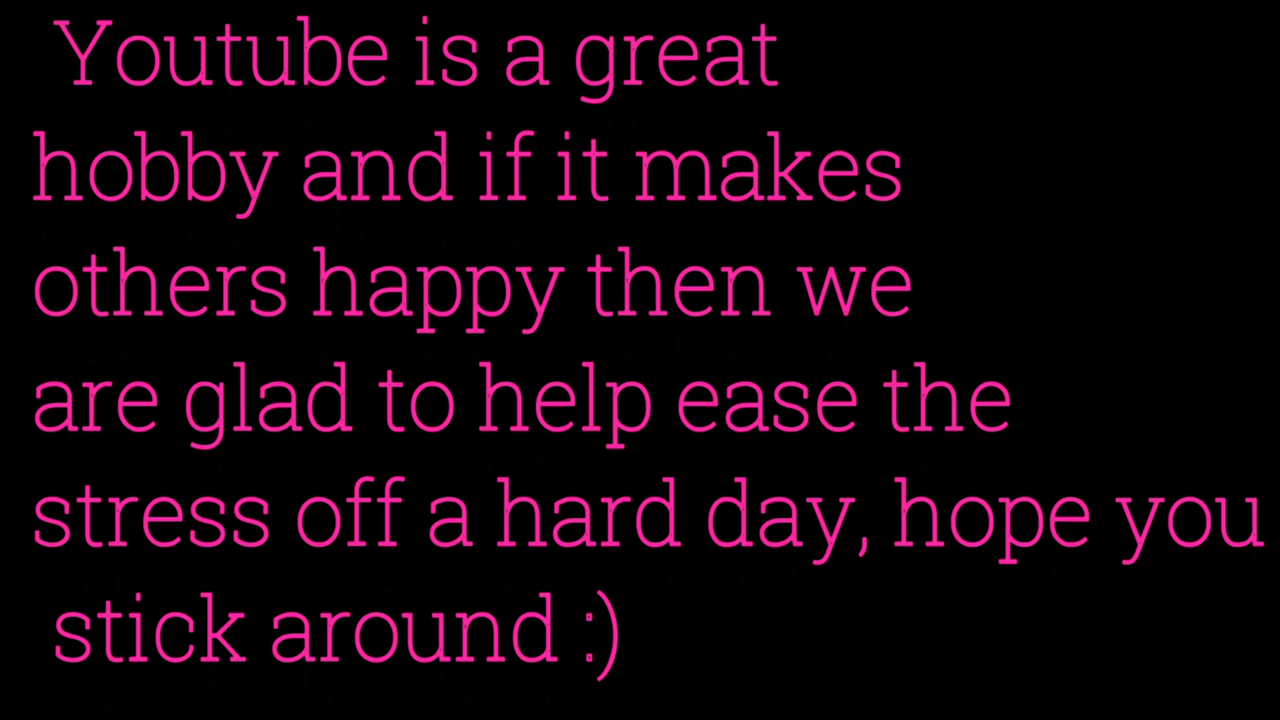 Youtube is a great
hobby and if it makes
others happy then we
are glad to help ease the
stress off a hard day, hope you
stick around :)